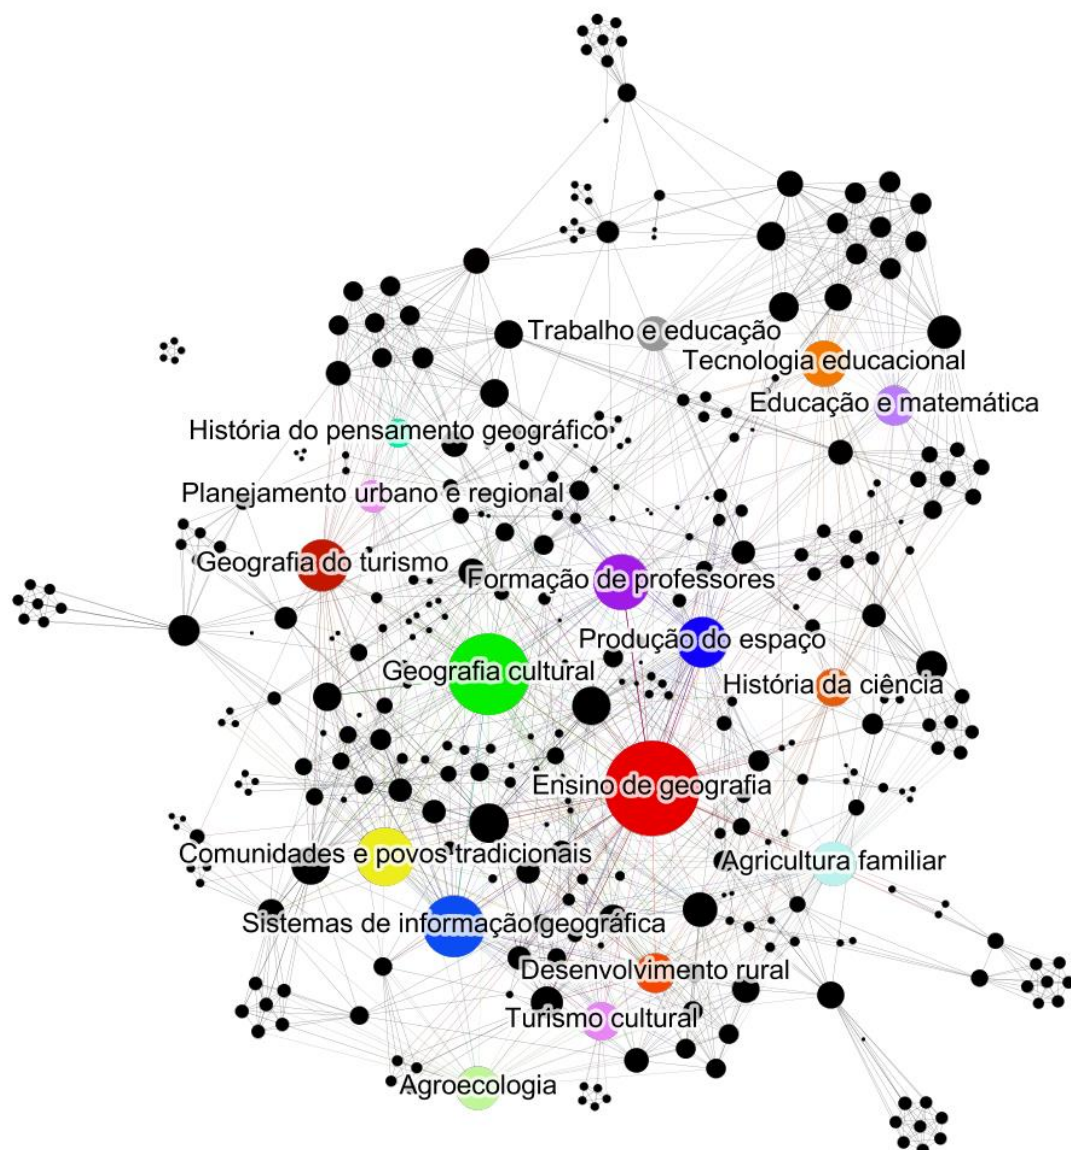 Trabalho e educação
Tecnologia educacional
Educação e matemática
História do pensamento geográfico
Planejamento urbano e regional
Geografia do turismo
Formação de professores
Produção do espaço
Geografia cultural
História da ciência
Ensino de geografia
Comunidades e povos tradicionais
Agricultura familiar
Sistemas de informação geográfica
Desenvolvimento rural
Turismo cultural
Agroecologia